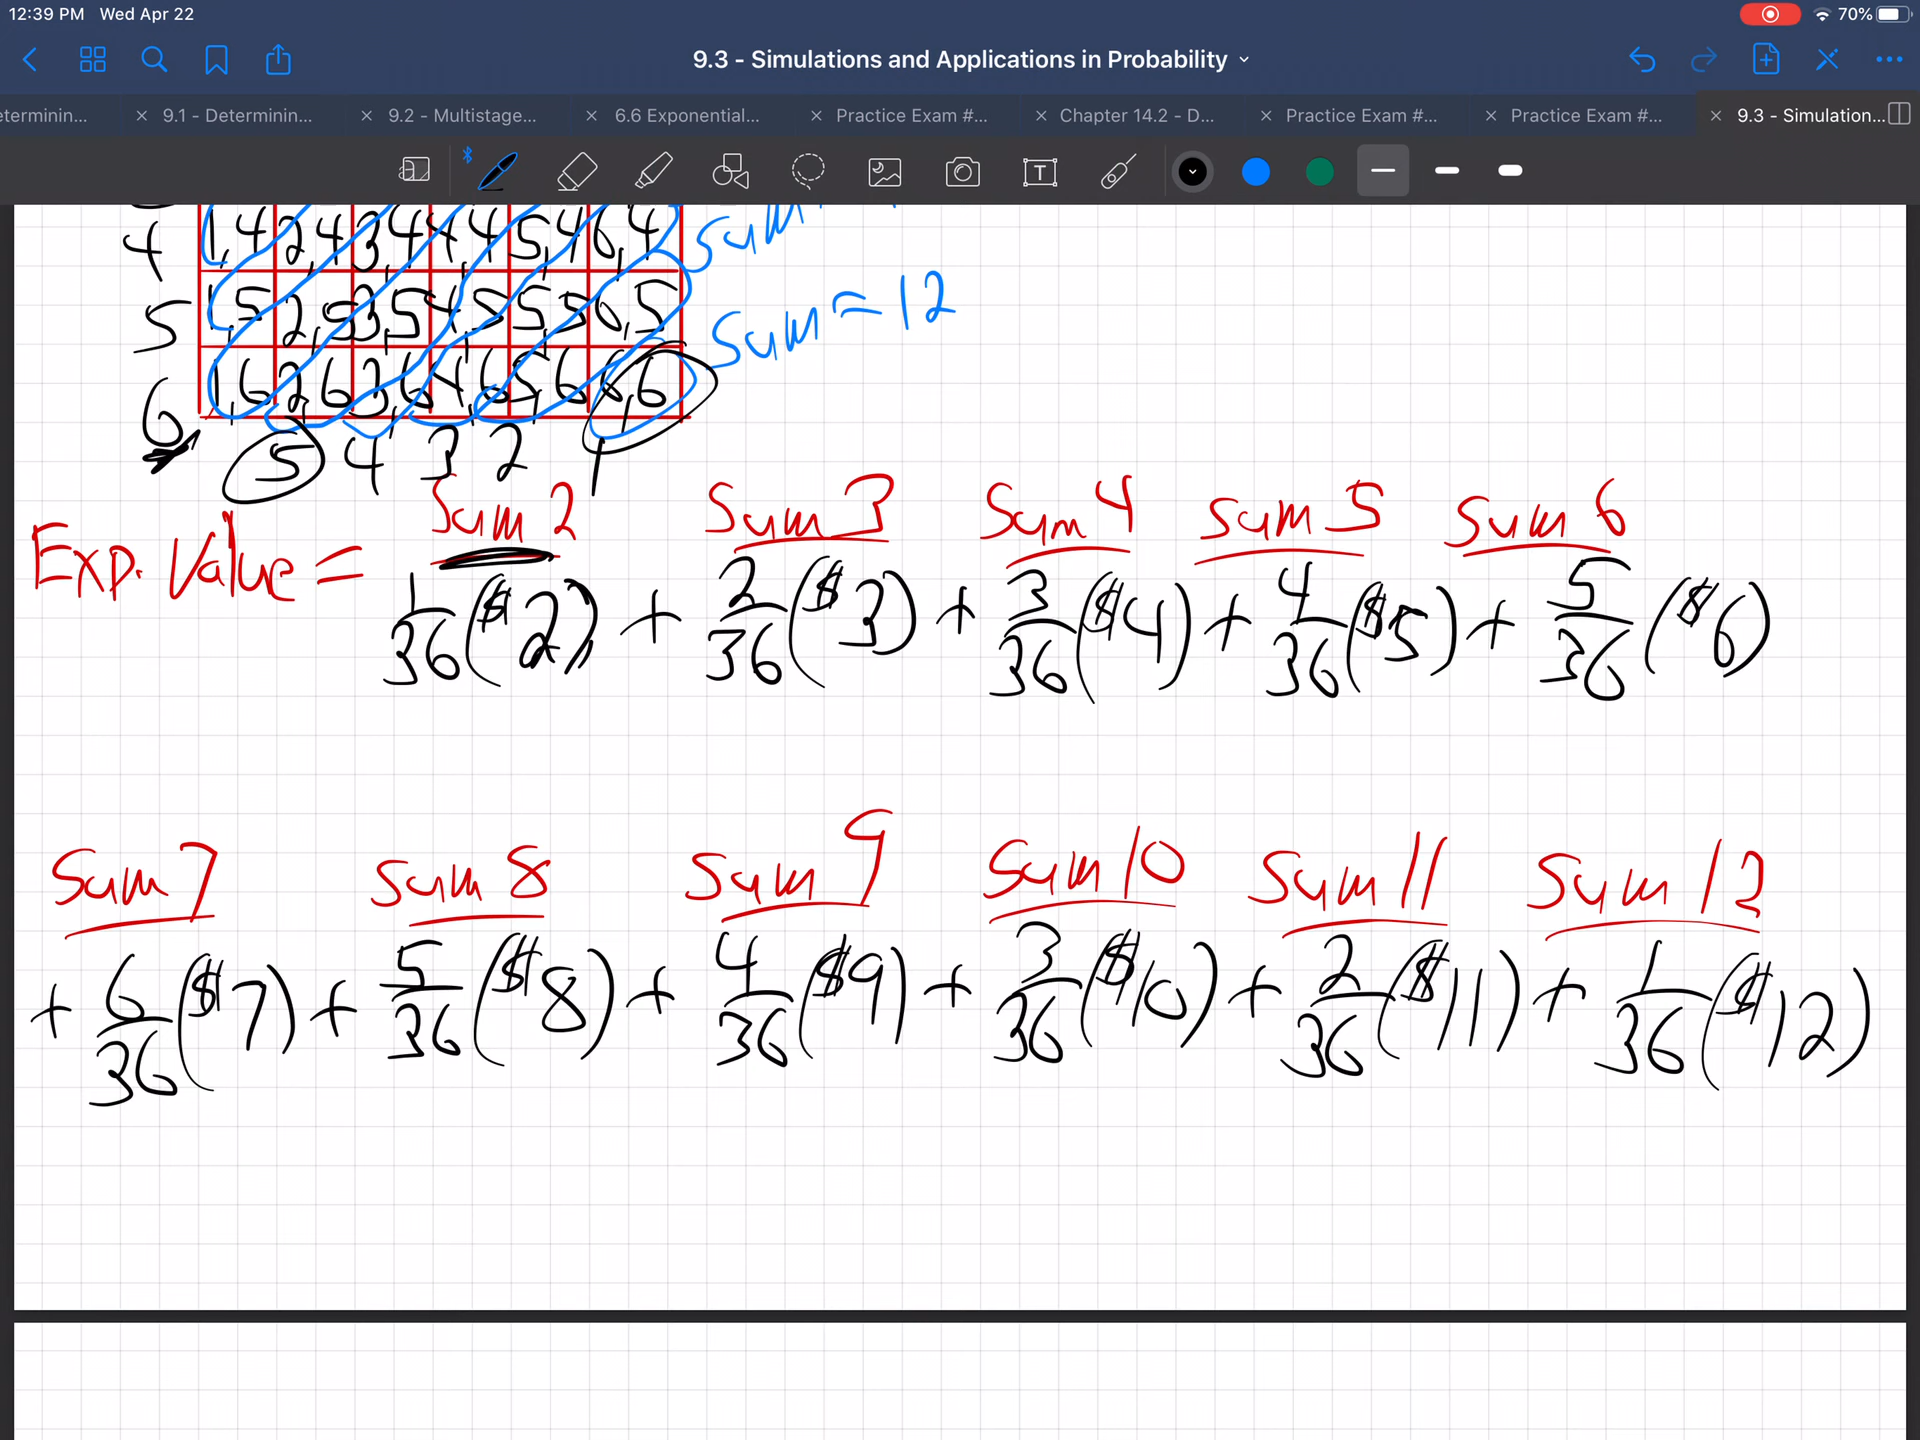 12:39 PM Wed Apr 22
70%
9.3 - Simulations and Applications in Probability
eterminin...
9.1 - Determinin...
9.2 - Multistage...
6.6 Exponential...
Practice Exam #...
Chapter 14.2 - D...
Practice Exam #...
Practice Exam #...
9.3 - Simulation...
T
4 1,4 2,4 3,4 4,4 5,4 6,4 Sum
5 1,5 2,5 3,5 4,5 5,5 6,5 Sum = 12
6 1,6 2,6 3,6 4,6 5,6 6,6
5 4 3 2 1
Sum 2 Sum 3 Sum 4 Sum 5 Sum 6
Exp. Value = 1/36 ($2) + 2/36 ($3) + 3/36 ($4) + 4/36 ($5) + 5/36 ($6)
Sum 7 Sum 8 Sum 9 Sum 10 Sum 11 Sum 12
+ 6/36 ($7) + 5/36 ($8) + 4/36 ($9) + 3/36 ($10) + 2/36 ($11) + 1/36 ($12)